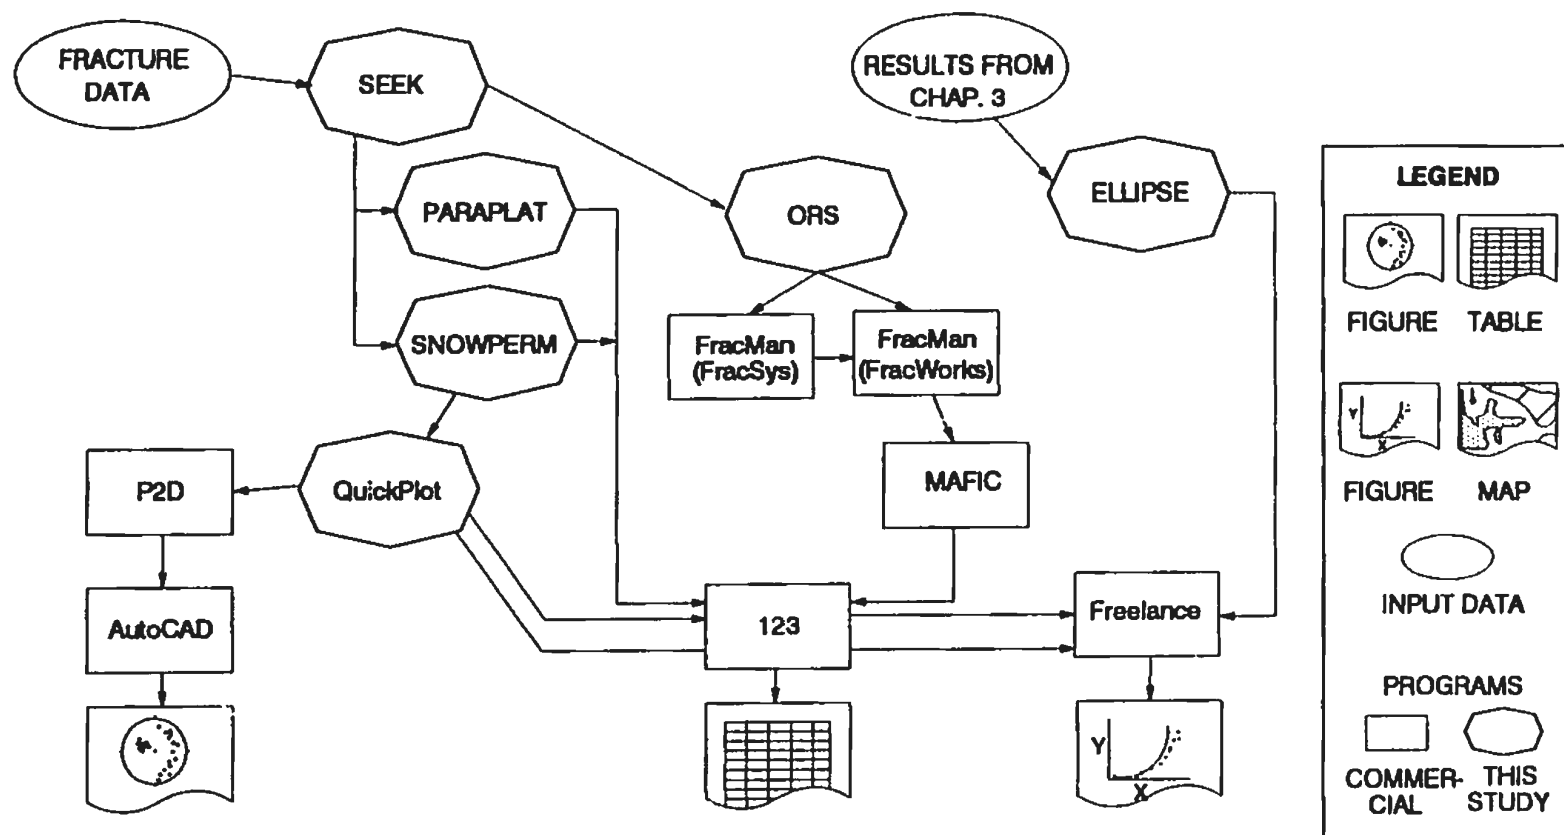 FRACTURE
DATA
SEEK
RESULTS FROM
CHAP. 3
PARAPLAT
ORS
ELLIPSE
SNOWPERM
FracMan
(FracSys)
FracMan
(FracWorks)
P2D
QuickPlot
MAFIC
AutoCAD
123
Freelance
Y
X
LEGEND
FIGURE
TABLE
Y
X
FIGURE
MAP
INPUT DATA
PROGRAMS
COMMER-
CIAL
THIS
STUDY